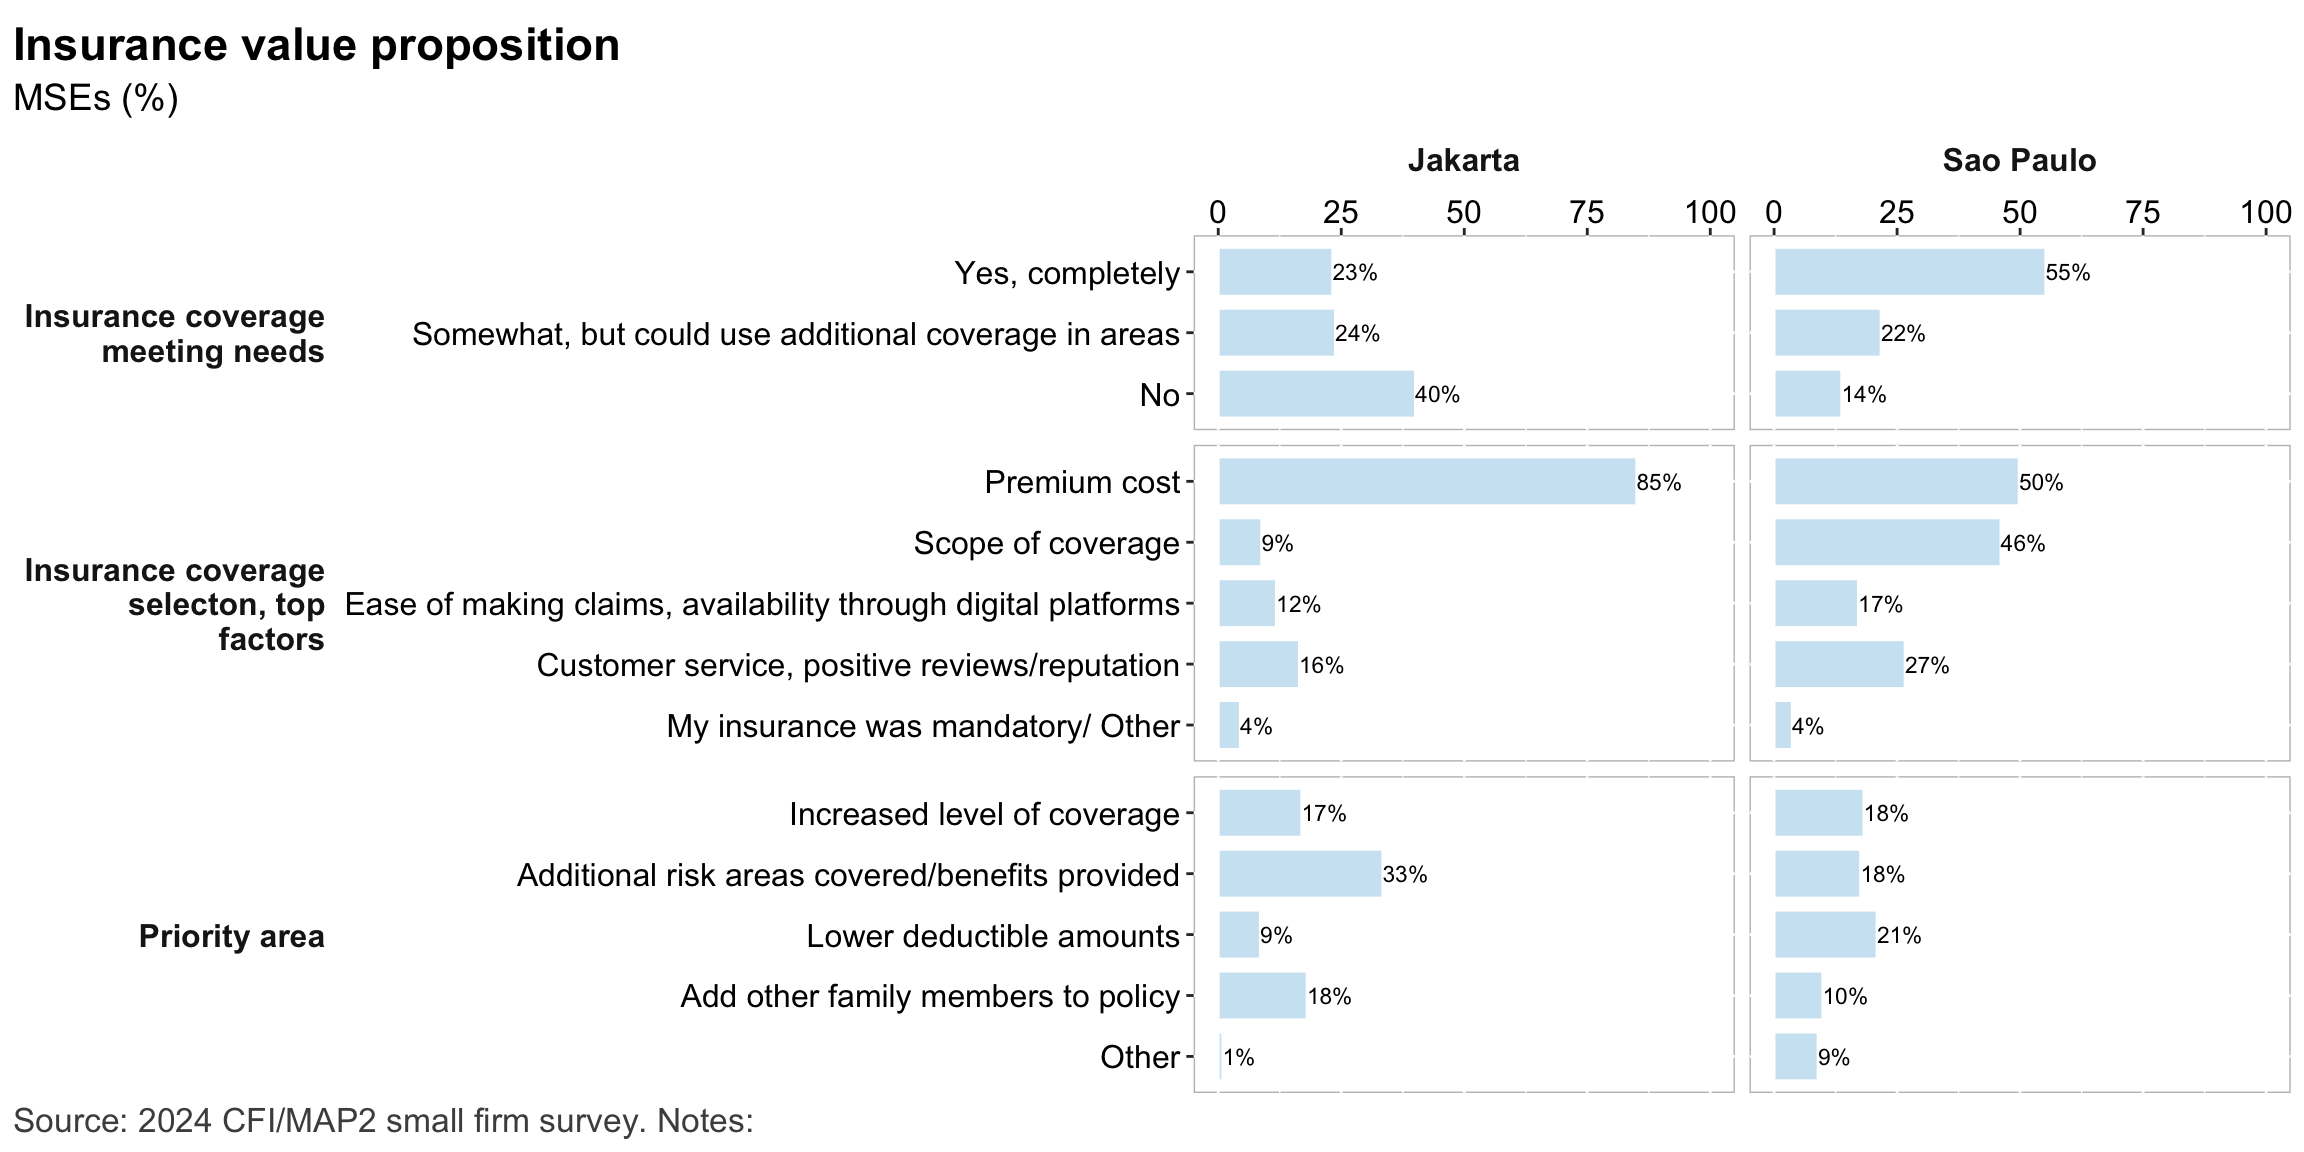 Insurance value proposition
MSEs (%)
Jakarta
Sao Paulo
0 25 50 75 100
0 25 50 75 100
Insurance coverage
meeting needs
Yes, completely 23% 55%
Somewhat, but could use additional coverage in areas 24% 22%
No 40% 14%
Insurance coverage
selecton, top
factors
Premium cost 85% 50%
Scope of coverage 9% 46%
Ease of making claims, availability through digital platforms 12% 17%
Customer service, positive reviews/reputation 16% 27%
My insurance was mandatory/ Other 4% 4%
Priority area
Increased level of coverage 17% 18%
Additional risk areas covered/benefits provided 33% 18%
Lower deductible amounts 9% 21%
Add other family members to policy 18% 10%
Other 1% 9%
Source: 2024 CFI/MAP2 small firm survey. Notes: